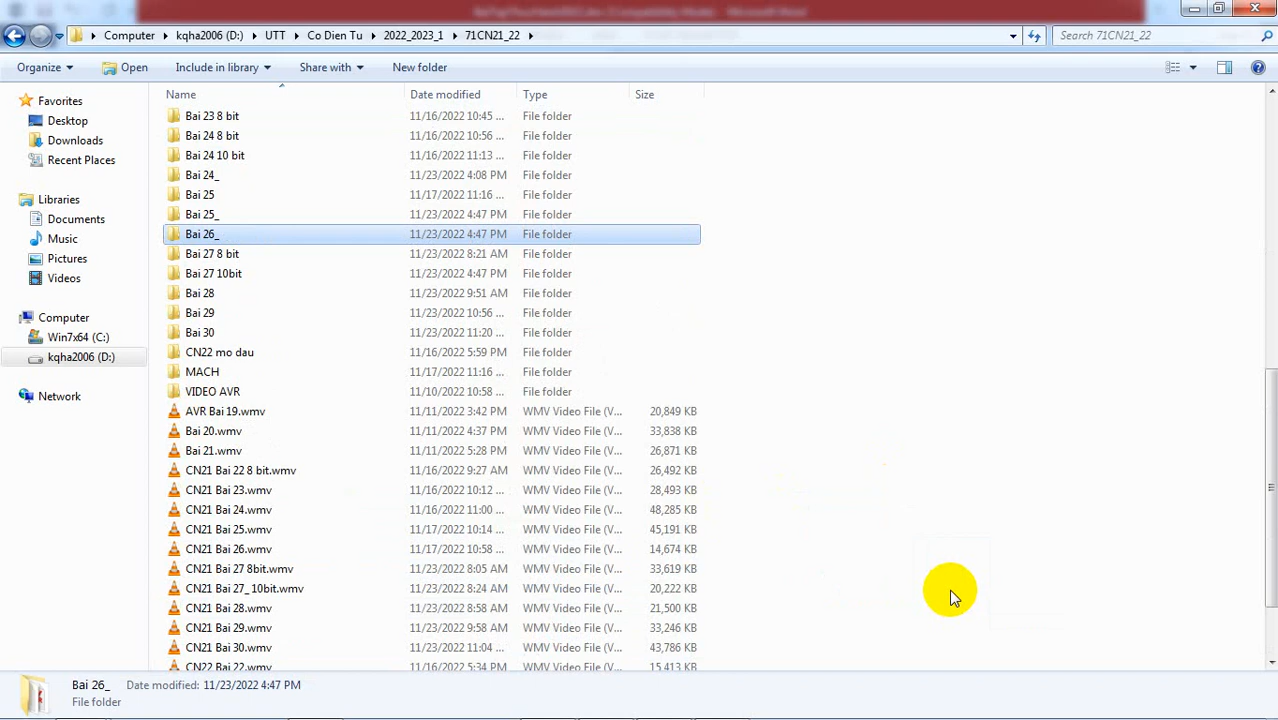 Computer kqha2006 (D:) UTT Co Dien Tu 2022_2023_1 71CN21_22 Search 71CN21_22
Organize Open Include in library Share with New folder
Name Date modified Type Size
Favorites
Desktop
Downloads
Recent Places
Libraries
Documents
Music
Pictures
Videos
Computer
Win7x64 (C:)
kqha2006 (D:)
Network
Bai 23 8 bit 11/16/2022 10:45 ... File folder
Bai 24 8 bit 11/16/2022 10:56 ... File folder
Bai 24 10 bit 11/16/2022 11:13 ... File folder
Bai 24_ 11/23/2022 4:08 PM File folder
Bai 25 11/17/2022 11:16 ... File folder
Bai 25_ 11/23/2022 4:47 PM File folder
Bai 26_ 11/23/2022 4:47 PM File folder
Bai 27 8 bit 11/23/2022 8:21 AM File folder
Bai 27 10bit 11/23/2022 4:47 PM File folder
Bai 28 11/23/2022 9:51 AM File folder
Bai 29 11/23/2022 10:56 ... File folder
Bai 30 11/23/2022 11:20 ... File folder
CN22 mo dau 11/16/2022 5:59 PM File folder
MACH 11/17/2022 11:16 ... File folder
VIDEO AVR 11/10/2022 10:58 ... File folder
AVR Bai 19.wmv 11/11/2022 3:42 PM WMV Video File (V... 20,849 KB
Bai 20.wmv 11/11/2022 4:37 PM WMV Video File (V... 33,838 KB
Bai 21.wmv 11/11/2022 5:28 PM WMV Video File (V... 26,871 KB
CN21 Bai 22 8 bit.wmv 11/16/2022 9:27 AM WMV Video File (V... 26,492 KB
CN21 Bai 23.wmv 11/16/2022 10:12 ... WMV Video File (V... 28,493 KB
CN21 Bai 24.wmv 11/16/2022 11:00 ... WMV Video File (V... 48,285 KB
CN21 Bai 25.wmv 11/17/2022 10:14 ... WMV Video File (V... 45,191 KB
CN21 Bai 26.wmv 11/17/2022 10:58 ... WMV Video File (V... 14,674 KB
CN21 Bai 27 8bit.wmv 11/23/2022 8:05 AM WMV Video File (V... 33,619 KB
CN21 Bai 27_ 10bit.wmv 11/23/2022 8:24 AM WMV Video File (V... 20,222 KB
CN21 Bai 28.wmv 11/23/2022 8:58 AM WMV Video File (V... 21,500 KB
CN21 Bai 29.wmv 11/23/2022 9:58 AM WMV Video File (V... 33,246 KB
CN21 Bai 30.wmv 11/23/2022 11:04 ... WMV Video File (V... 43,786 KB
CN22 Bai 22.wmv 11/16/2022 5:34 PM WMV Video File (V... 15,413 KB
Bai 26_ Date modified: 11/23/2022 4:47 PM
File folder